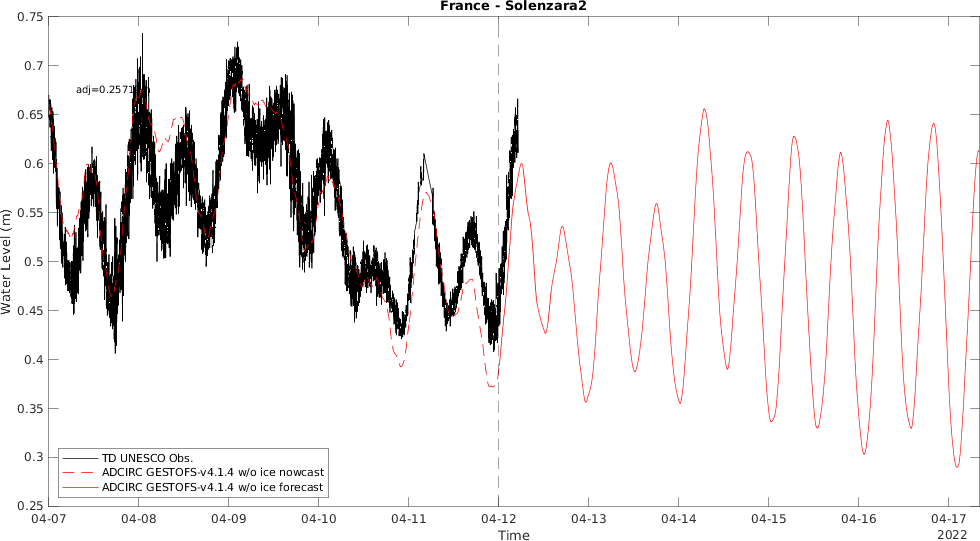 France - Solenzara2
0.75
0.7
0.65
0.6
0.55
0.5
0.45
0.4
0.35
0.3
0.25
Water Level (m)
adj=0.2571
TD UNESCO Obs.
ADCIRC GESTOFS-v4.1.4 w/o ice nowcast
ADCIRC GESTOFS-v4.1.4 w/o ice forecast
04-07 04-08 04-09 04-10 04-11 04-12 04-13 04-14 04-15 04-16 04-17
Time
2022